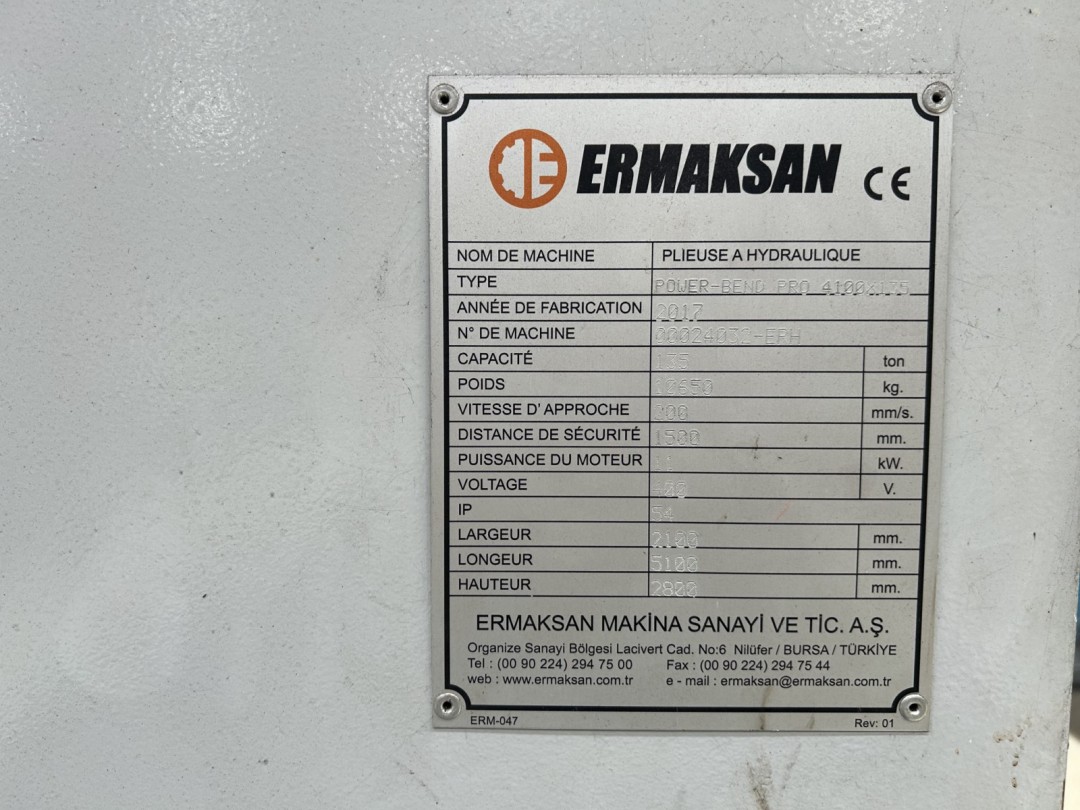 ERMAKSAN CE
NOM DE MACHINE PLIEUSE A HYDRAULIQUE
TYPE POWER-BEND PRO 4100X135
ANNÉE DE FABRICATION 2017
N° DE MACHINE
CAPACITÉ 135 ton
POIDS kg.
VITESSE D' APPROCHE 200 mm/s.
DISTANCE DE SÉCURITÉ 1500 mm.
PUISSANCE DU MOTEUR kW.
VOLTAGE 400 V.
IP 54
LARGEUR 2100 mm.
LONGEUR 5100 mm.
HAUTEUR 2800 mm.
ERMAKSAN MAKİNA SANAYİ VE TİC. A.Ş.
Organize Sanayi Bölgesi Lacivert Cad. No:6 Nilüfer / BURSA / TÜRKİYE
Tel : (00 90 224) 294 75 00 Fax : (00 90 224) 294 75 44
web : www.ermaksan.com.tr e - mail : ermaksan@ermaksan.com.tr
ERM-047 Rev: 01